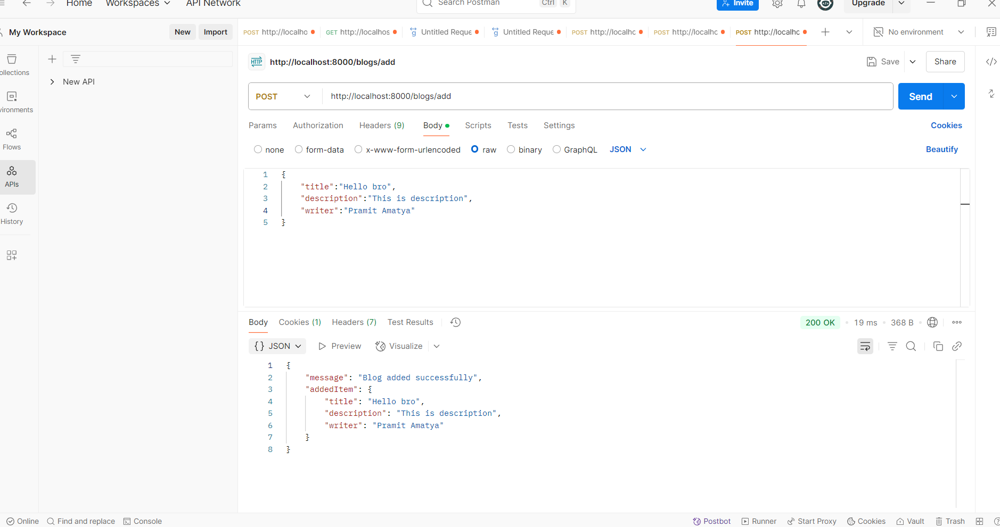 Home Workspaces API Network Search Postman Ctrl K Invite Upgrade
My Workspace New Import POST http://localho GET http://localhos Untitled Reque Untitled Reque POST http://localhc POST http://localhc POST http://localhc No environment
ollections
vironments
Flows
APIs
History
New API
HTTP http://localhost:8000/blogs/add Save Share
POST http://localhost:8000/blogs/add Send
Params Authorization Headers (9) Body Scripts Tests Settings Cookies
none form-data x-www-form-urlencoded raw binary GraphQL JSON Beautify
1 {
2 "title":"Hello bro",
3 "description":"This is description",
4 "writer":"Pramit Amatya"
5 }
Body Cookies (1) Headers (7) Test Results 200 OK 19 ms 368 B
{} JSON Preview Visualize
1 {
2 "message": "Blog added successfully",
3 "addedItem": {
4 "title": "Hello bro",
5 "description": "This is description",
6 "writer": "Pramit Amatya"
7 }
8 }
Online Find and replace Console Postbot Runner Start Proxy Cookies Vault Trash